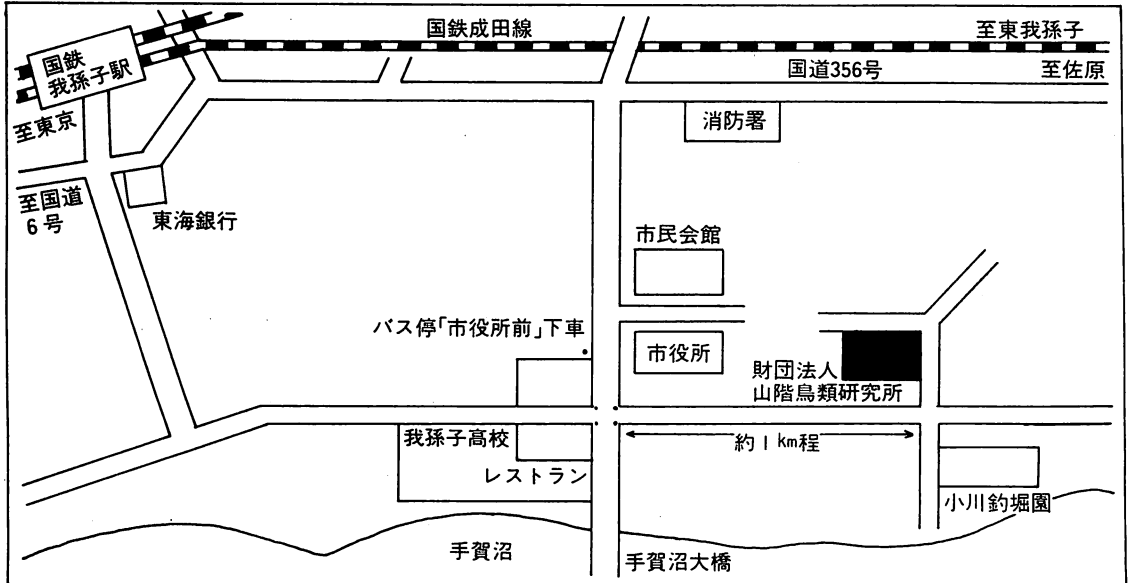 国鉄成田線
至東我孫子
国鉄
我孫子駅
国道356号
至佐原
至東京
消防署
至国道
6号
東海銀行
市民会館
バス停「市役所前」下車
市役所
財団法人
山階鳥類研究所
我孫子高校
約1km程
レストラン
小川釣堀園
手賀沼
手賀沼大橋